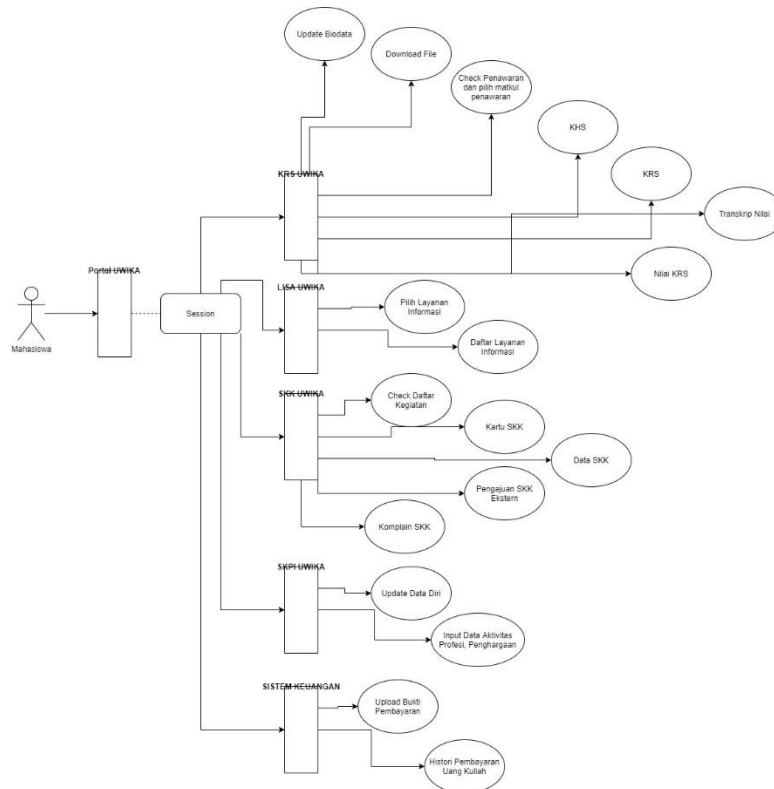 Update Biodata
Download File
Check Penawaran
dan pilih matkul
penawaran
KHS
KRS UWIKA
KRS
Transkrip Nilai
Portal UWIKA
Nilai KRS
LISA UWIKA
Session
Pilih Layanan
Informasi
Mahasiswa
Daftar Layanan
Informasi
SKK UWIKA
Check Daftar
Kegiatan
Kartu SKK
Data SKK
Pengajuan SKK
Ekstern
Komplain SKK
SKPI UWIKA
Update Data Diri
Input Data Aktivitas
Profesi, Penghargaan
SISTEM KEUANGAN
Upload Bukti
Pembayaran
Histori Pembayaran
Uang Kuliah